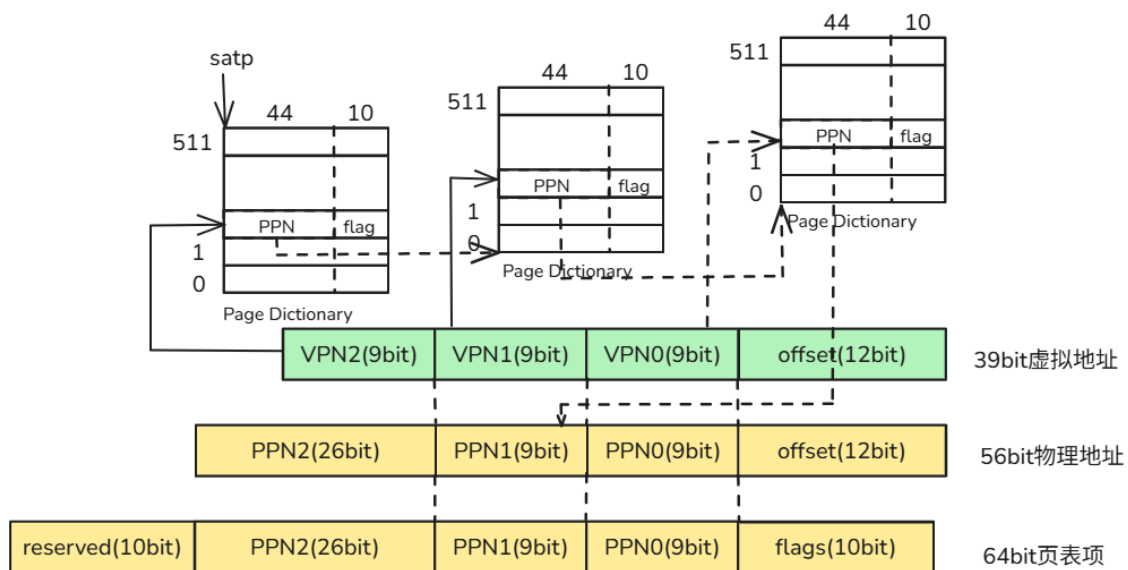 44 10
511
44 10
satp
511
44 10
511
PPN flag
1
0
Page Dictionary
PPN flag
1
0
Page Dictionary
PPN flag
1
0
Page Dictionary
VPN2(9bit) VPN1(9bit) VPN0(9bit) offset(12bit) 39bit虚拟地址
PPN2(26bit) PPN1(9bit) PPN0(9bit) offset(12bit) 56bit物理地址
reserved(10bit) PPN2(26bit) PPN1(9bit) PPN0(9bit) flags(10bit) 64bit页表项